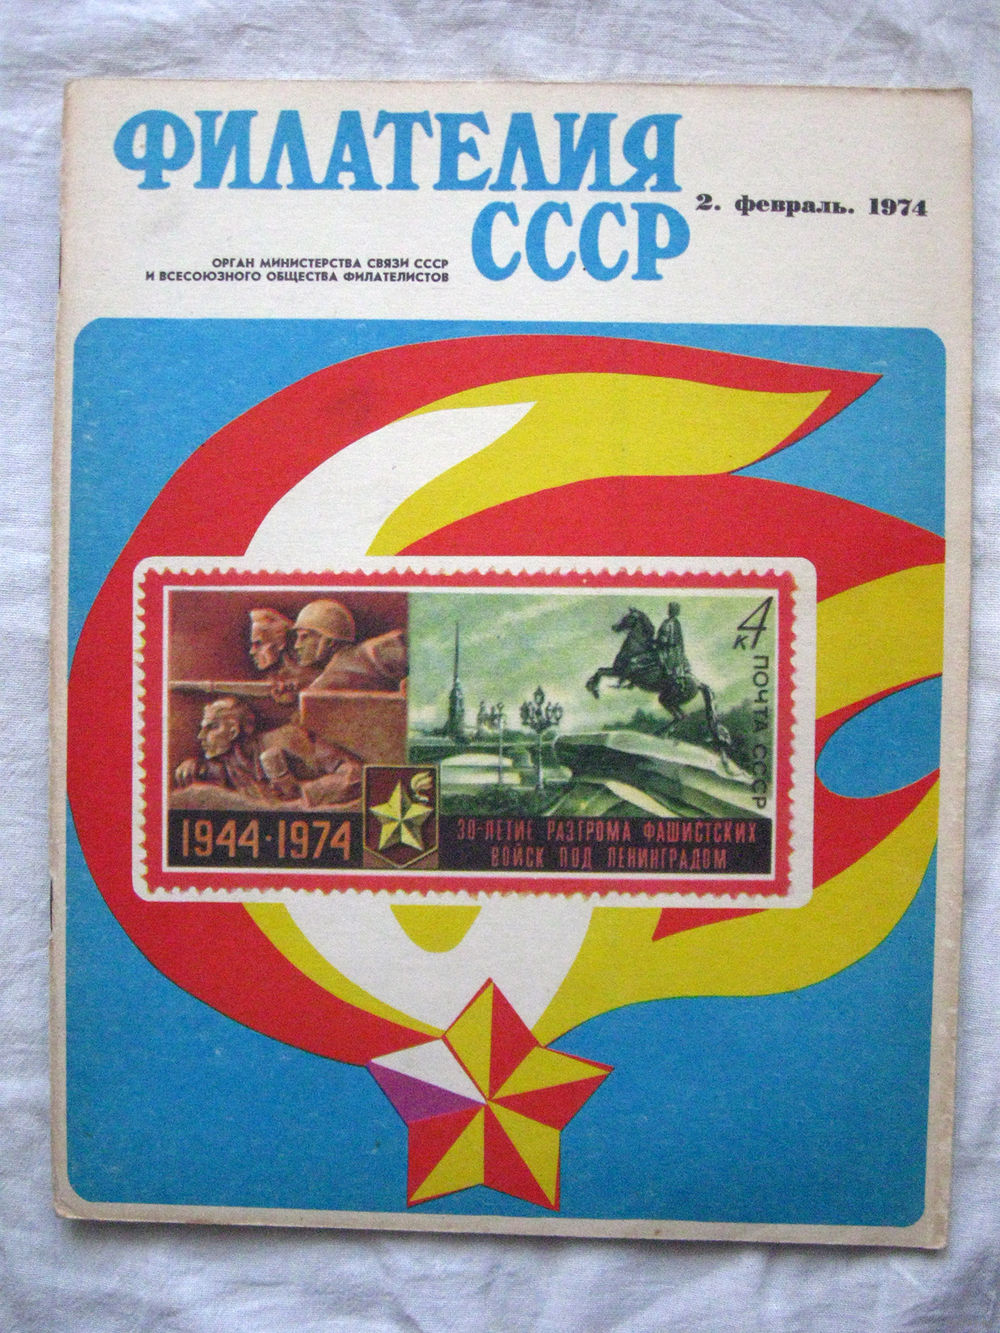 ФИЛАТЕЛИЯ
СССР
2. февраль. 1974
ОРГАН МИНИСТЕРСТВА СВЯЗИ СССР
И ВСЕСОЮЗНОГО ОБЩЕСТВА ФИЛАТЕЛИСТОВ
4
к
ПОЧТА СССР
1944·1974
30-ЛЕТИЕ РАЗГРОМА ФАШИСТСКИХ
ВОЙСК ПОД ЛЕНИНГРАДОМ